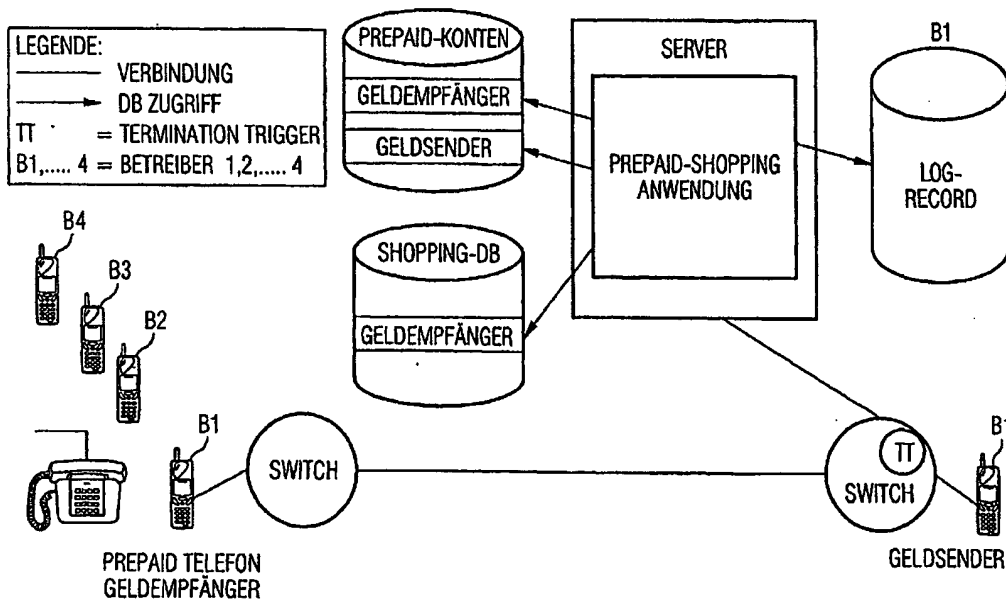 LEGENDE:
VERBINDUNG
DB ZUGRIFF
TT = TERMINATION TRIGGER
B1,..... 4 = BETREIBER 1,2,..... 4
PREPAID-KONTEN
GELDEMPFÄNGER
GELDSENDER
SERVER
PREPAID-SHOPPING
ANWENDUNG
B1
LOG-
RECORD
SHOPPING-DB
GELDEMPFÄNGER
B4
B3
B2
B1
SWITCH
PREPAID TELEFON
GELDEMPFÄNGER
TT
SWITCH
B1
GELDSENDER